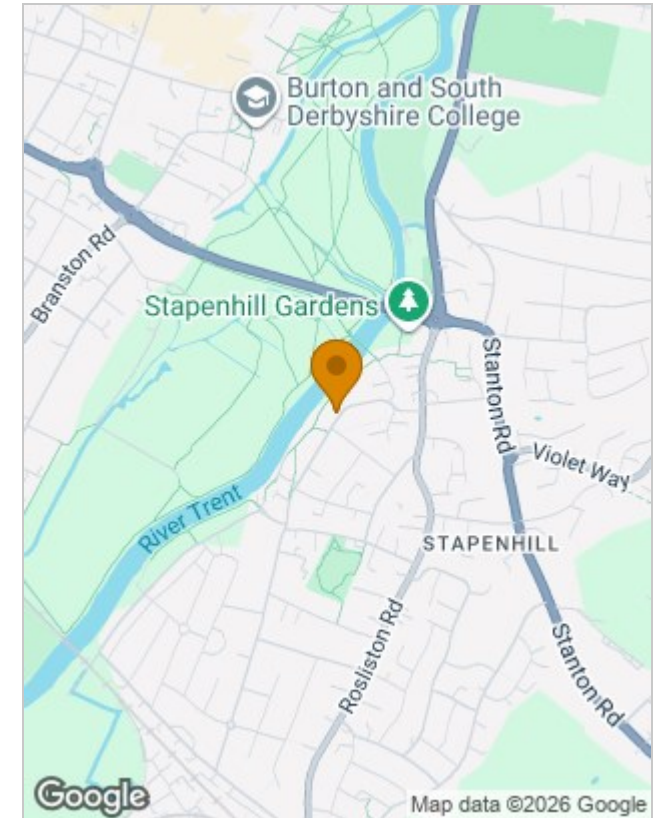 Burton and South
Derbyshire College
Branston Rd
Stapenhill Gardens
Stanton Rd
Violet Way
River Trent
STAPENHILL
Rosliston Rd
Stanton Rd
Google
Map data ©2026 Google